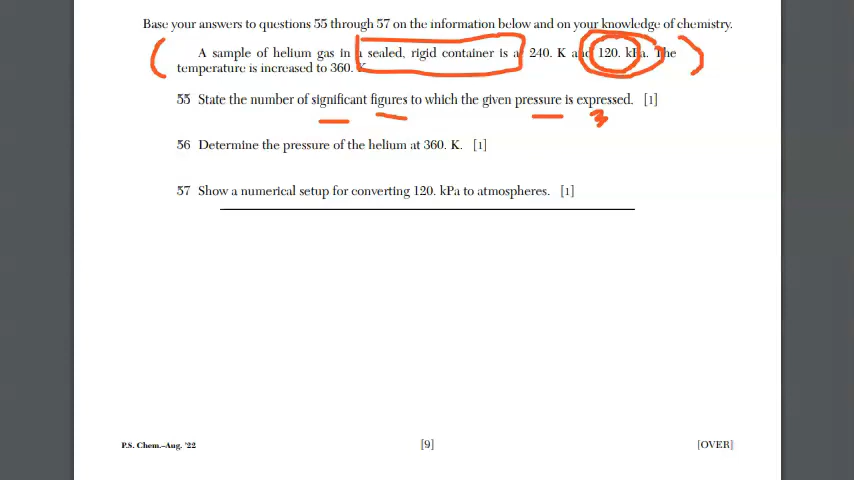 Base your answers to questions 55 through 57 on the information below and on your knowledge of chemistry.
A sample of helium gas in a sealed, rigid container is at 240. K and 120. kPa. The
temperature is increased to 360. K.
55 State the number of significant figures to which the given pressure is expressed. [1]
3
56 Determine the pressure of the helium at 360. K. [1]
57 Show a numerical setup for converting 120. kPa to atmospheres. [1]
P.S. Chem.–Aug. '22 [9] [OVER]